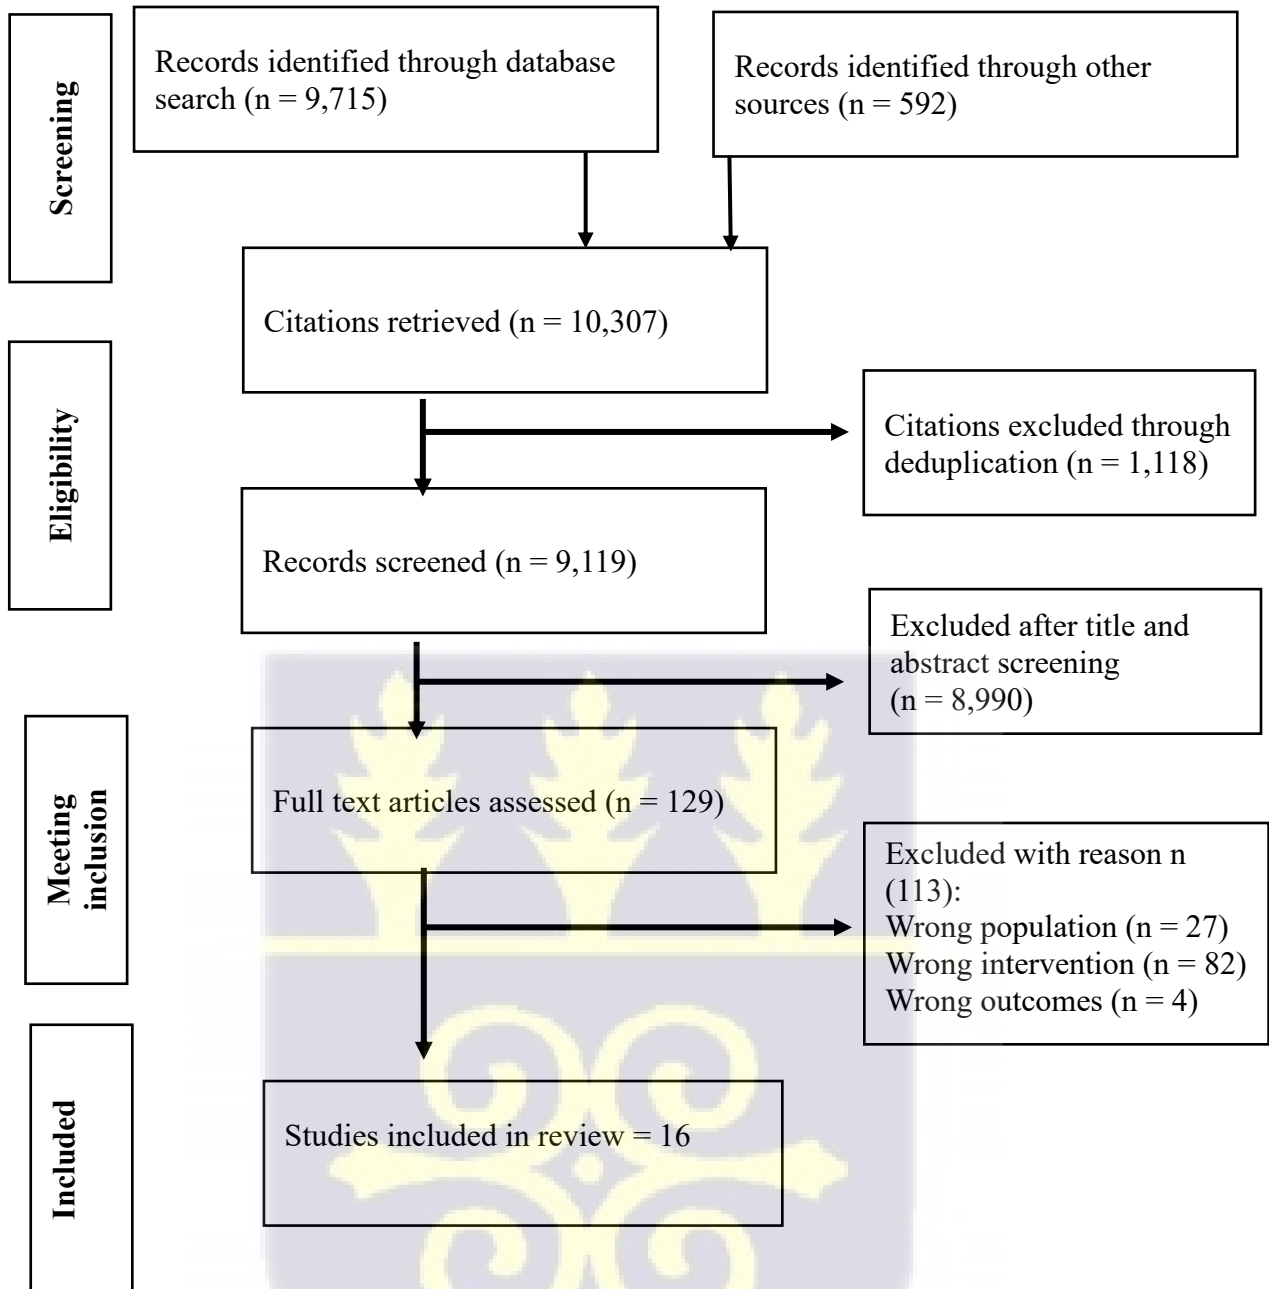 Screening
Records identified through database
search (n = 9,715)
Records identified through other
sources (n = 592)
Citations retrieved (n = 10,307)
Eligibility
Citations excluded through
deduplication (n = 1,118)
Records screened (n = 9,119)
Excluded after title and
abstract screening
(n = 8,990)
Meeting
inclusion
Full text articles assessed (n = 129)
Excluded with reason n
(113):
Wrong population (n = 27)
Wrong intervention (n = 82)
Wrong outcomes (n = 4)
Included
Studies included in review = 16